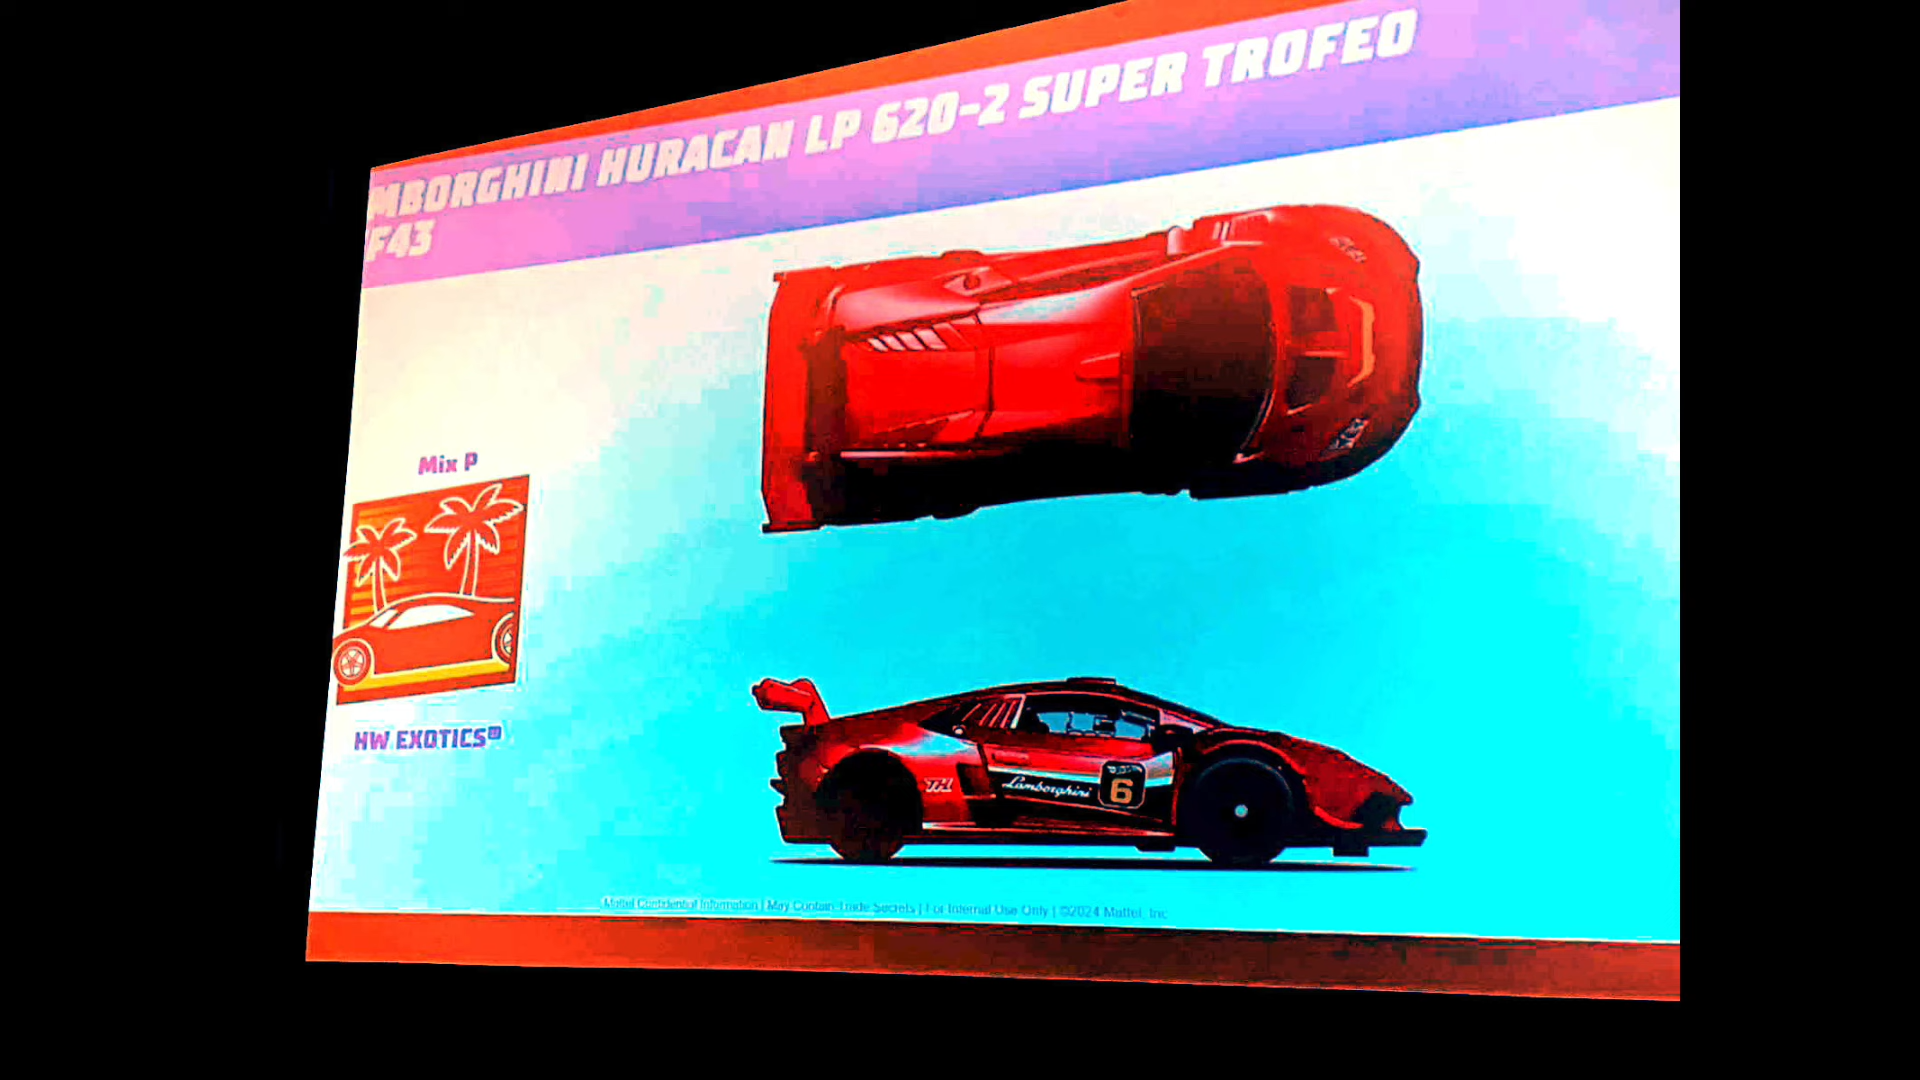 MBORGHINI HURACAN LP 620-2 SUPER TROFEO
F43
Mix P
HW EXOTICS
TH
Lamborghini
6
Mattel Confidential Information | May Contain Trade Secrets | For Internal Use Only | ©2024 Mattel, Inc